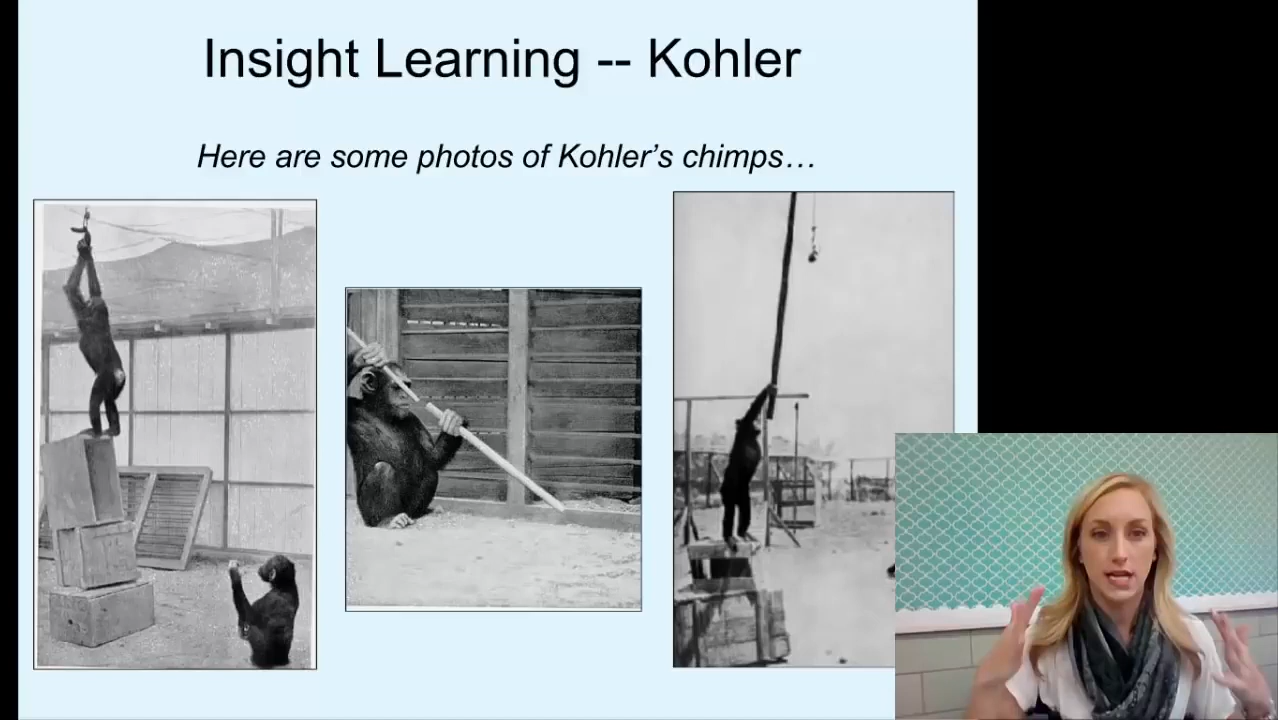 Insight Learning -- Kohler
Here are some photos of Kohler's chimps…